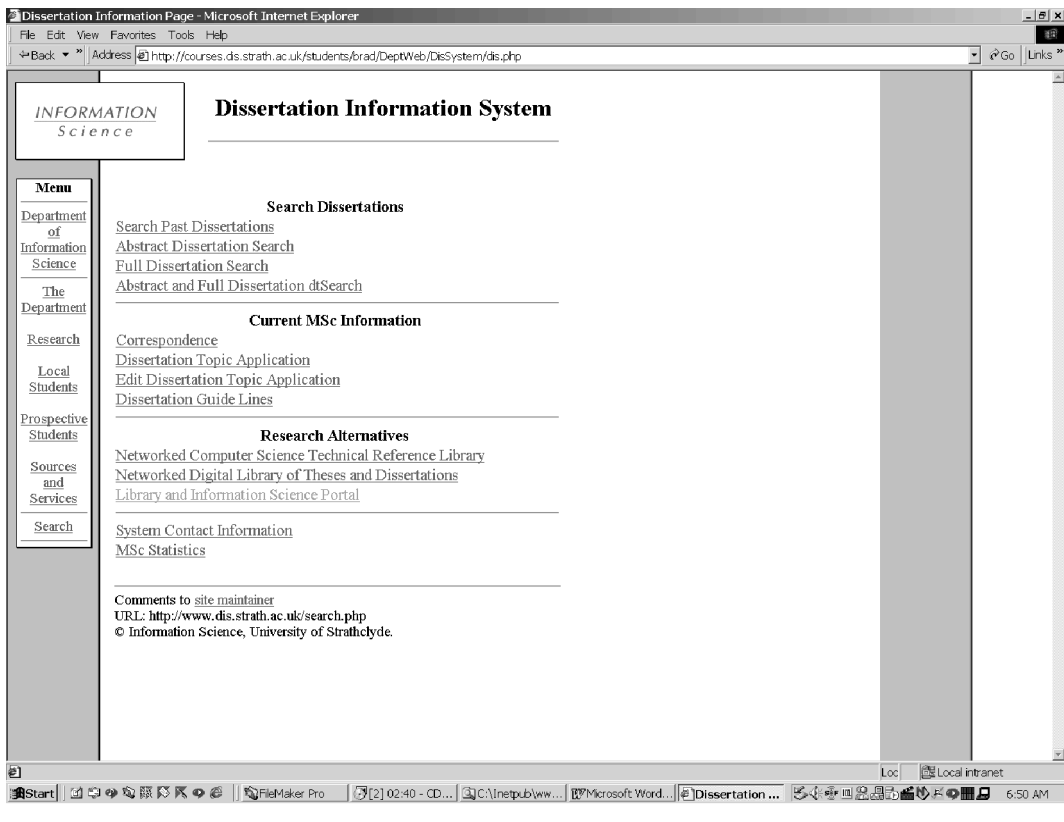 Dissertation Information Page - Microsoft Internet Explorer
File Edit View Favorites Tools Help
Back Address http://courses.dis.strath.ac.uk/students/brad/DeptWeb/DisSystem/dis.php Go Links
INFORMATION
Science
Dissertation Information System
Menu
Department
of
Information
Science
The
Department
Research
Local
Students
Prospective
Students
Sources
and
Services
Search
Search Dissertations
Search Past Dissertations
Abstract Dissertation Search
Full Dissertation Search
Abstract and Full Dissertation dtSearch
Current MSc Information
Correspondence
Dissertation Topic Application
Edit Dissertation Topic Application
Dissertation Guide Lines
Research Alternatives
Networked Computer Science Technical Reference Library
Networked Digital Library of Theses and Dissertations
Library and Information Science Portal
System Contact Information
MSc Statistics
Comments to site maintainer
URL: http://www.dis.strath.ac.uk/search.php
© Information Science, University of Strathclyde.
Loc Local intranet
Start FileMaker Pro [2] 02:40 - CD... C:\Inetpub\ww... Microsoft Word... Dissertation ... 6:50 AM